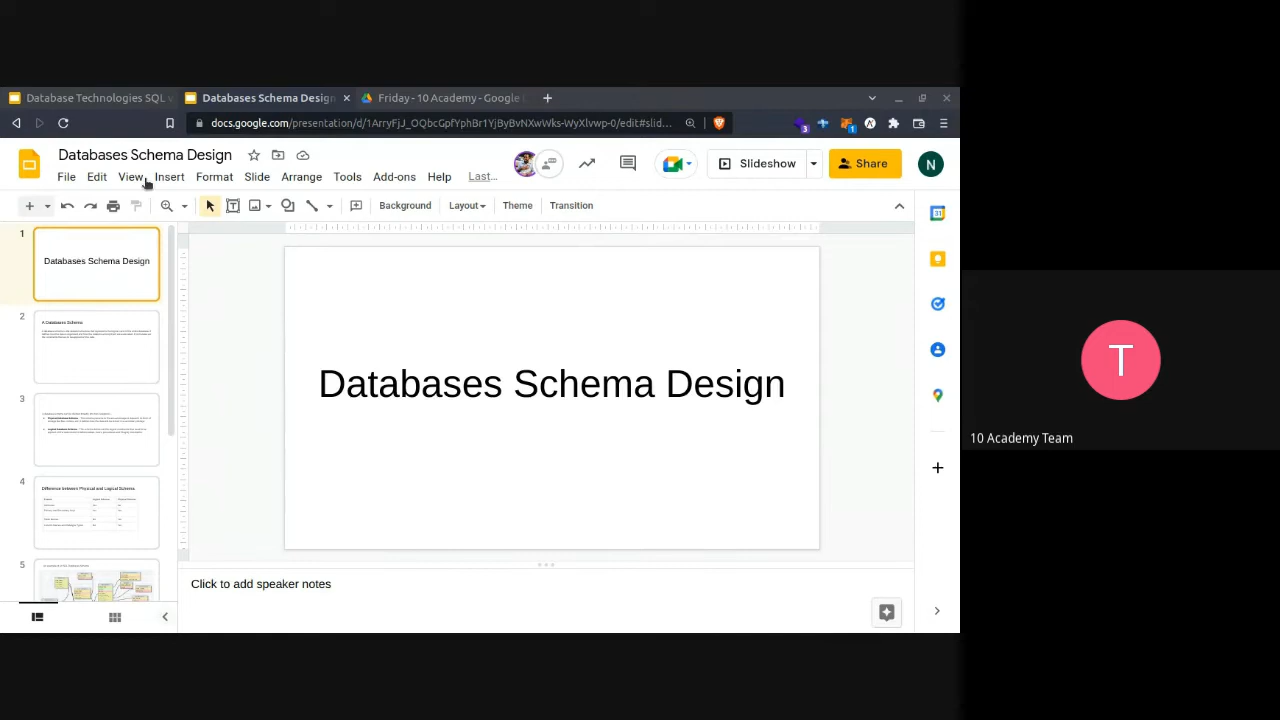 Database Technologies SQL v
Databases Schema Design
Friday - 10 Academy - Google
docs.google.com/presentation/d/1ArryFjJ_OQbcGpfYphBr1YjByBvNXwWks-WyXlvwp-0/edit#slid...
3
1
Databases Schema Design
Slideshow
Share
N
File Edit View Insert Format Slide Arrange Tools Add-ons Help Last...
Background Layout Theme Transition
31
1
Databases Schema Design
2
A Databases Schema
3
4
Difference between Physical and Logical Schema.
5
Databases Schema Design
Click to add speaker notes
T
10 Academy Team